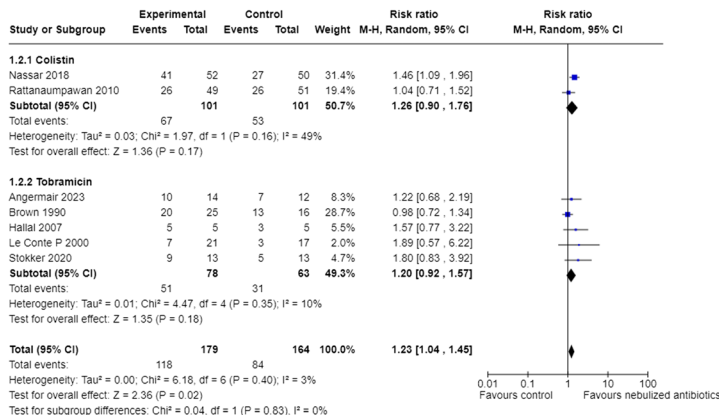 Experimental Control Risk ratio Risk ratio
Study or Subgroup Events Total Events Total Weight M-H, Random, 95% CI M-H, Random, 95% CI
1.2.1 Colistin
Nassar 2018 41 52 27 50 31.4% 1.46 [1.09 , 1.96]
Rattanaumpawan 2010 26 49 26 51 19.4% 1.04 [0.71 , 1.52]
Subtotal (95% CI) 101 101 50.7% 1.26 [0.90 , 1.76]
Total events: 67 53
Heterogeneity: Tau² = 0.03; Chi² = 1.97, df = 1 (P = 0.16); I² = 49%
Test for overall effect: Z = 1.36 (P = 0.17)
1.2.2 Tobramicin
Angermair 2023 10 14 7 12 8.3% 1.22 [0.68 , 2.19]
Brown 1990 20 25 13 16 28.7% 0.98 [0.72 , 1.34]
Hallal 2007 5 5 3 5 5.5% 1.57 [0.77 , 3.22]
Le Conte P 2000 7 21 3 17 2.0% 1.89 [0.57 , 6.22]
Stokker 2020 9 13 5 13 4.7% 1.80 [0.83 , 3.92]
Subtotal (95% CI) 78 63 49.3% 1.20 [0.92 , 1.57]
Total events: 51 31
Heterogeneity: Tau² = 0.01; Chi² = 4.47, df = 4 (P = 0.35); I² = 10%
Test for overall effect: Z = 1.35 (P = 0.18)
Total (95% CI) 179 164 100.0% 1.23 [1.04 , 1.45]
Total events: 118 84
Heterogeneity: Tau² = 0.00; Chi² = 6.18, df = 6 (P = 0.40); I² = 3%
0.01 0.1 1 10 100
Test for overall effect: Z = 2.36 (P = 0.02)
Favours control Favours nebulized antibiotics
Test for subgroup differences: Chi² = 0.04, df = 1 (P = 0.83), I² = 0%